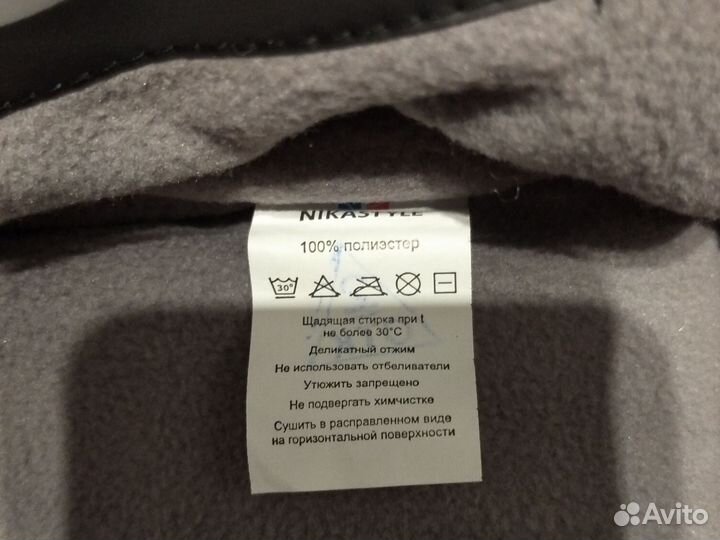 NIKASTYLE
100% полиэстер
30°
Щадящая стирка при t
не более 30°C
Деликатный отжим
Не использовать отбеливатели
Утюжить запрещено
Не подвергать химчистке
Сушить в расправленном виде
на горизонтальной поверхности
Avito